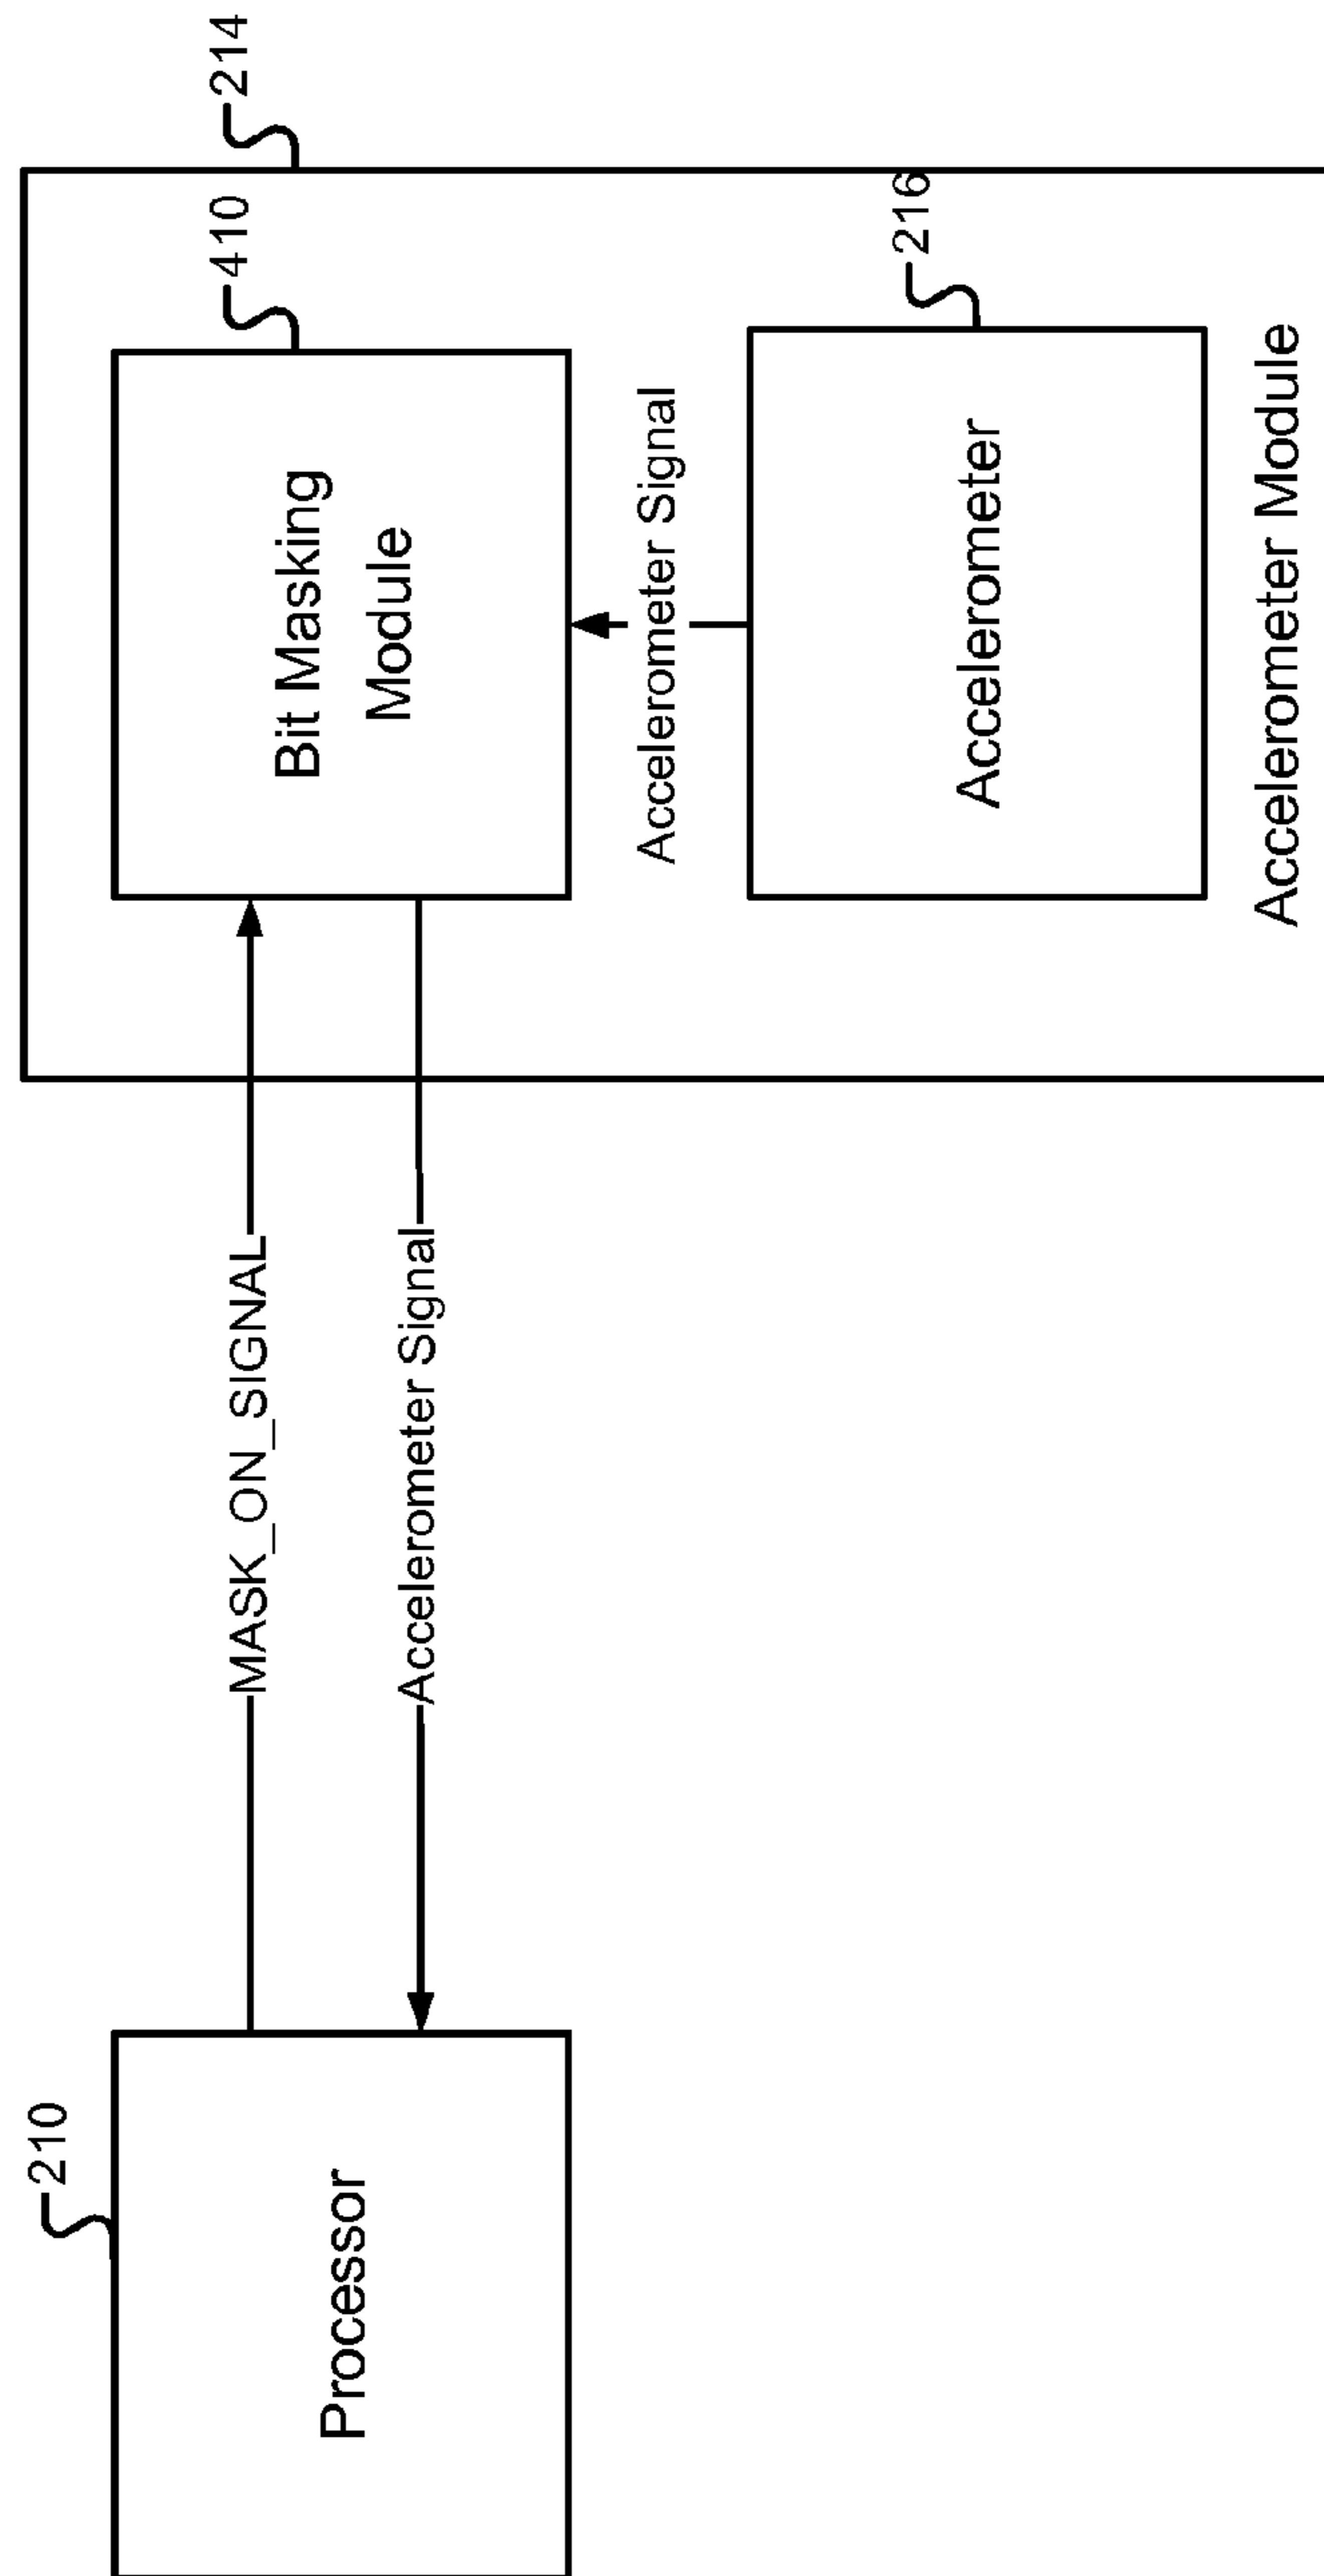 214
410
Bit Masking
Module
MASK_ON_SIGNAL
210
Processor
Accelerometer Signal
Accelerometer Signal
216
Accelerometer
Accelerometer Module